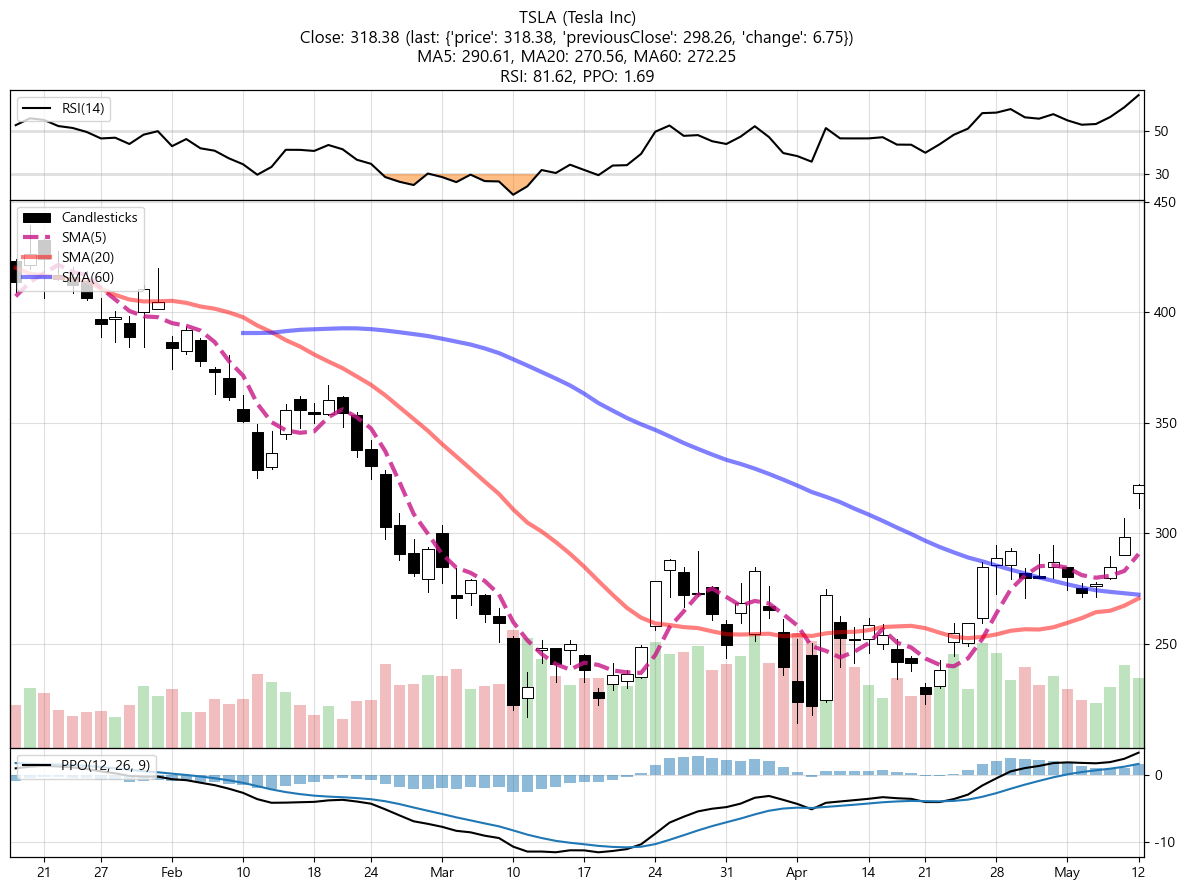 TSLA (Tesla Inc)
Close: 318.38 (last: {'price': 318.38, 'previousClose': 298.26, 'change': 6.75})
MA5: 290.61, MA20: 270.56, MA60: 272.25
RSI: 81.62, PPO: 1.69
RSI(14)
50
30
450
Candlesticks
SMA(5)
SMA(20)
SMA(60)
400
350
300
250
PPO(12, 26, 9)
0
-10
21 27 Feb 10 18 24 Mar 10 17 24 31 Apr 14 21 28 May 12